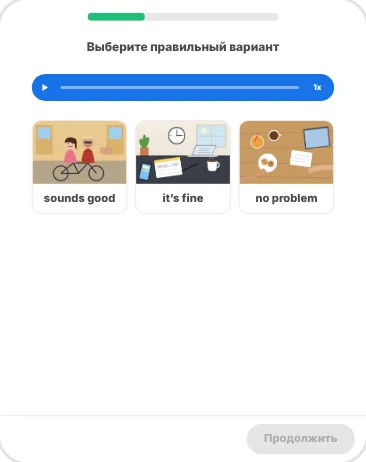 Выберите правильный вариант
1x
sounds good
it's fine
no problem
Продолжить